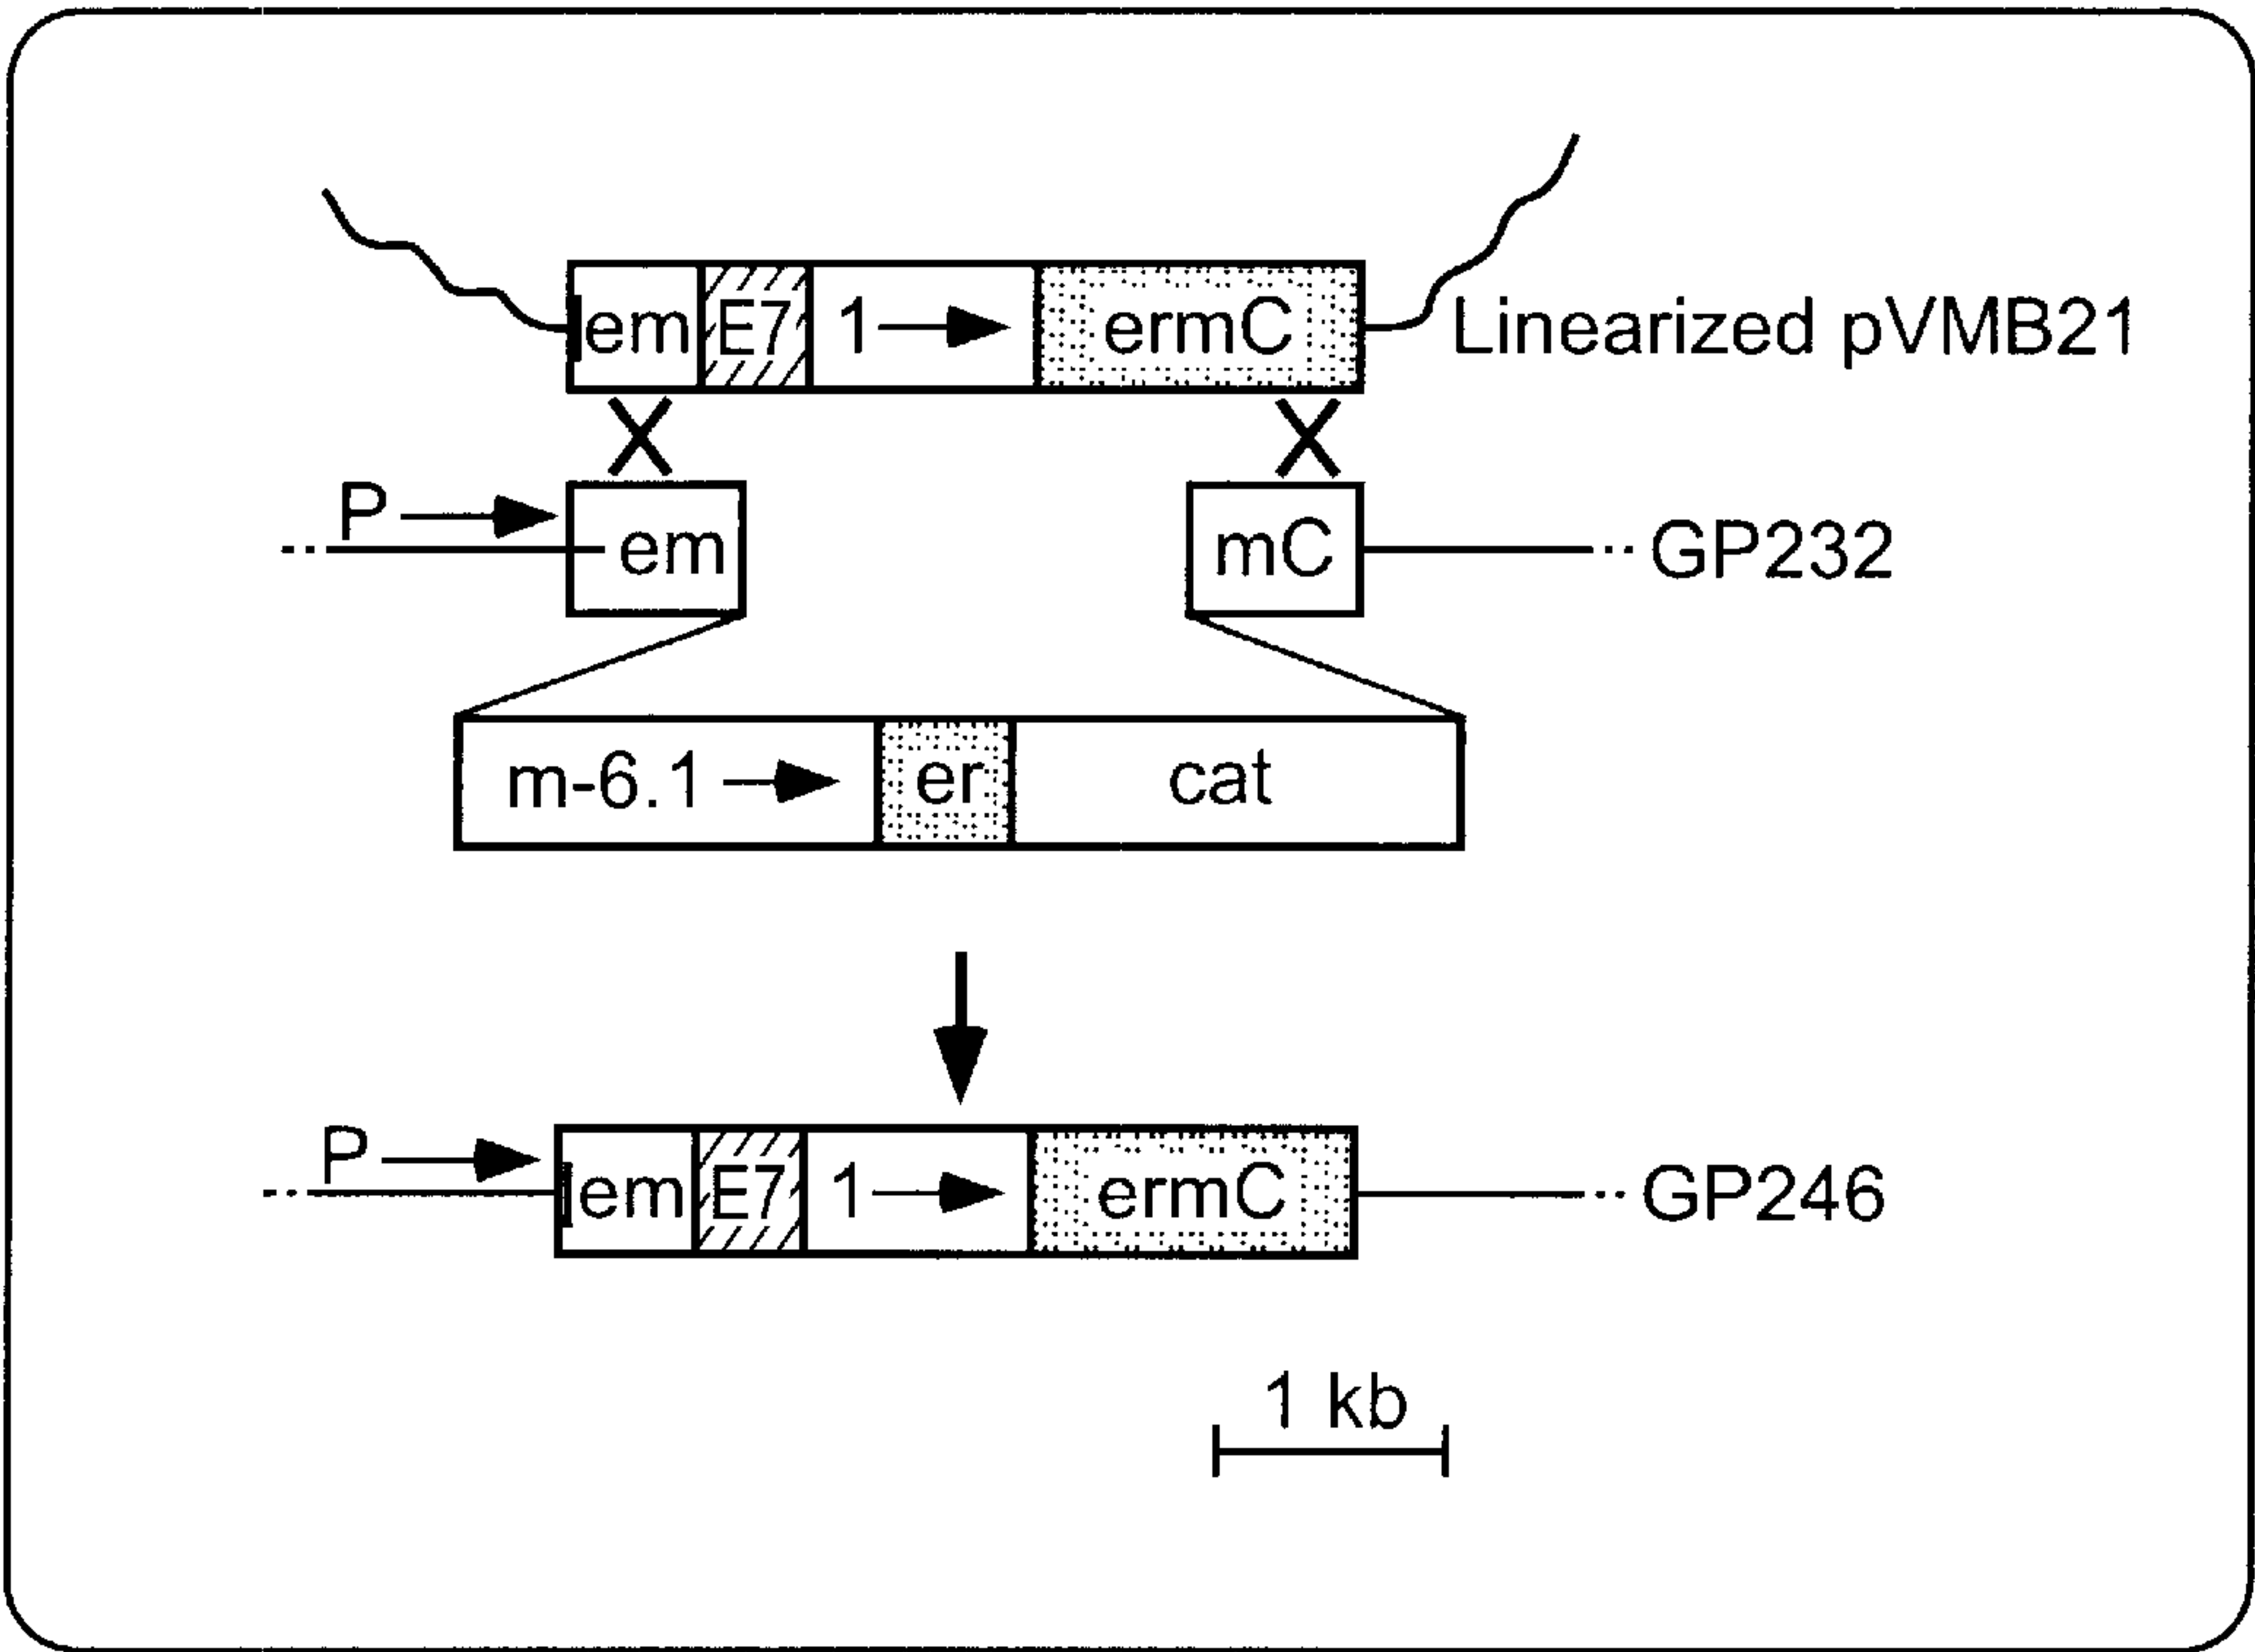 em E7 1 ermC Linearized pVMB21
P
em mC GP232
m-6.1 er cat
P
em E7 1 ermC GP246
1 kb